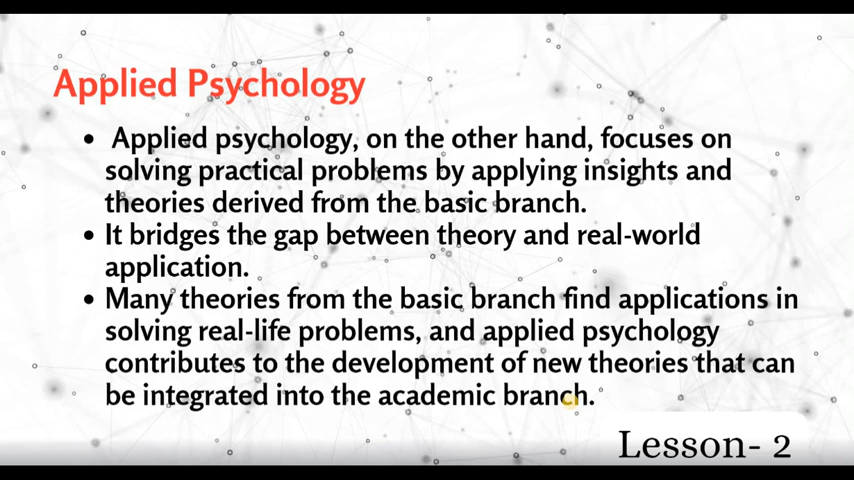 Applied Psychology
• Applied psychology, on the other hand, focuses on
solving practical problems by applying insights and
theories derived from the basic branch.
• It bridges the gap between theory and real-world
application.
• Many theories from the basic branch find applications in
solving real-life problems, and applied psychology
contributes to the development of new theories that can
be integrated into the academic branch.
Lesson- 2